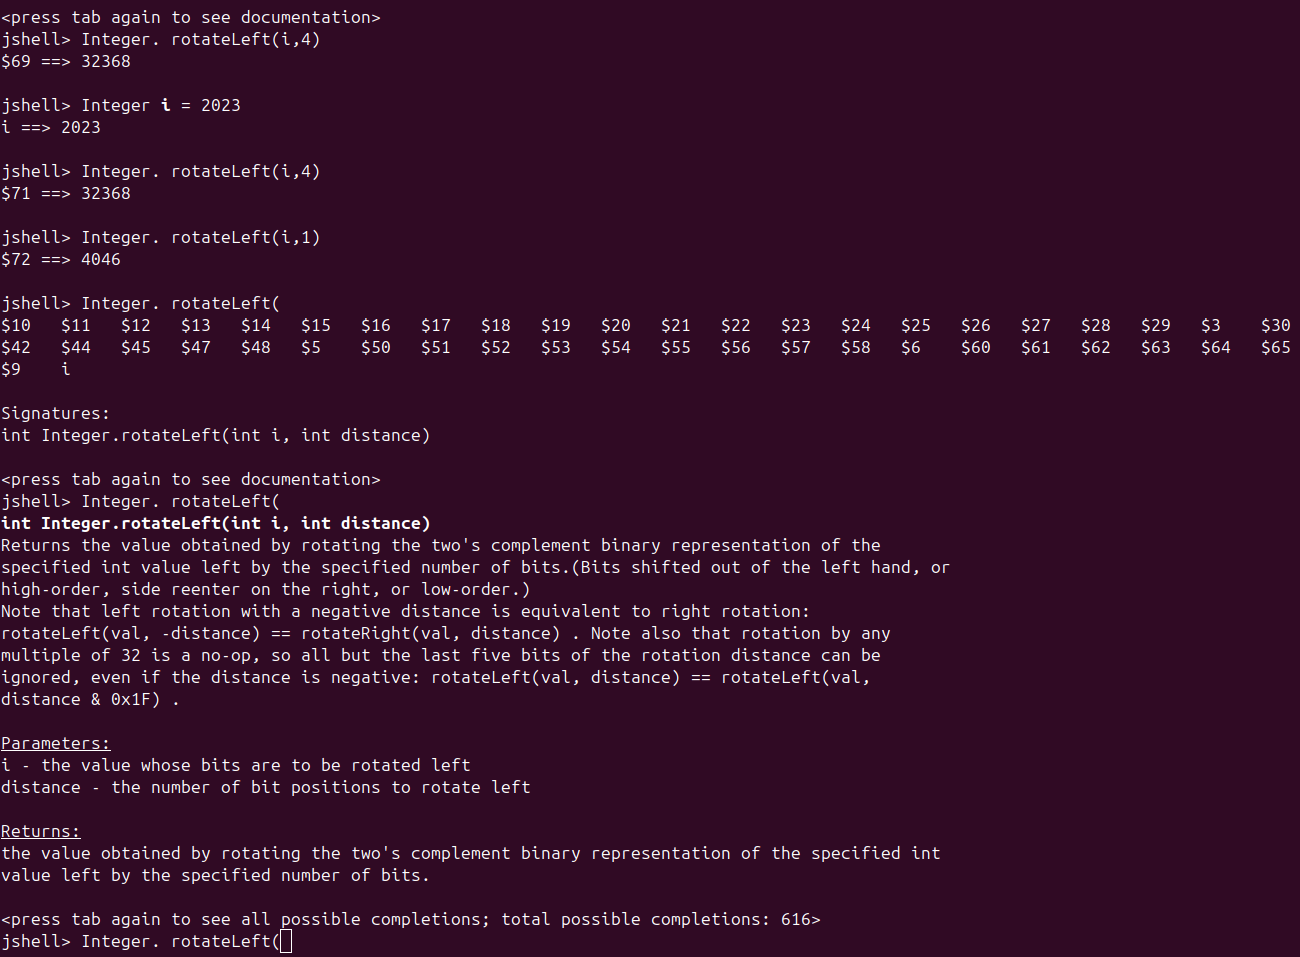 <press tab again to see documentation>
jshell> Integer. rotateLeft(i,4)
$69 ==> 32368
jshell> Integer i = 2023
i ==> 2023
jshell> Integer. rotateLeft(i,4)
$71 ==> 32368
jshell> Integer. rotateLeft(i,1)
$72 ==> 4046
jshell> Integer. rotateLeft(
$10 $11 $12 $13 $14 $15 $16 $17 $18 $19 $20 $21 $22 $23 $24 $25 $26 $27 $28 $29 $3 $30
$42 $44 $45 $47 $48 $5 $50 $51 $52 $53 $54 $55 $56 $57 $58 $6 $60 $61 $62 $63 $64 $65
$9 i
Signatures:
int Integer.rotateLeft(int i, int distance)
<press tab again to see documentation>
jshell> Integer. rotateLeft(
int Integer.rotateLeft(int i, int distance)
Returns the value obtained by rotating the two's complement binary representation of the
specified int value left by the specified number of bits.(Bits shifted out of the left hand, or
high-order, side reenter on the right, or low-order.)
Note that left rotation with a negative distance is equivalent to right rotation:
rotateLeft(val, -distance) == rotateRight(val, distance) . Note also that rotation by any
multiple of 32 is a no-op, so all but the last five bits of the rotation distance can be
ignored, even if the distance is negative: rotateLeft(val, distance) == rotateLeft(val,
distance & 0x1F) .
Parameters:
i - the value whose bits are to be rotated left
distance - the number of bit positions to rotate left
Returns:
the value obtained by rotating the two's complement binary representation of the specified int
value left by the specified number of bits.
<press tab again to see all possible completions; total possible completions: 616>
jshell> Integer. rotateLeft(